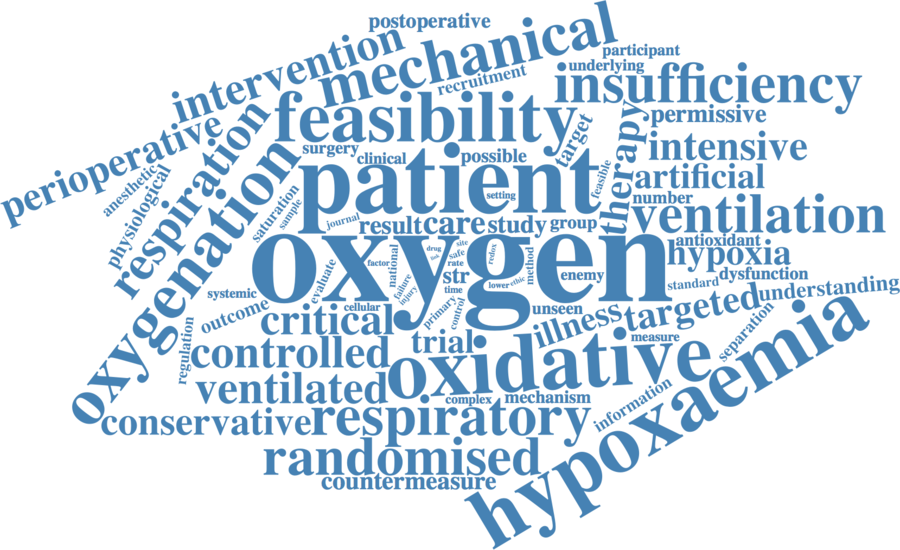 postoperative
intervention
mechanical
recruitment
participant
underlying
insufficiency
perioperative
respiration
feasibility
target
therapy
permissive
surgery
clinical
possible
intensive
anesthetic
physiological
oxygenation
saturation
sample
patient
setting
feasible
artificial
number
ventilation
journal
result
care
study
group
antioxidant
hypoxia
oxygen
national
factor
drug
link
site
safe
rate
str
time
redox
lower
ethic
method
enemy
dysfunction
standard
understanding
systemic
outcome
evaluate
cellular
failure
injury
primary
control
unseen
illness
targeted
separation
regulation
critical
controlled
trial
oxidative
measure
hypoxaemia
ventilated
complex
mechanism
information
conservative
respiratory
randomised
countermeasure